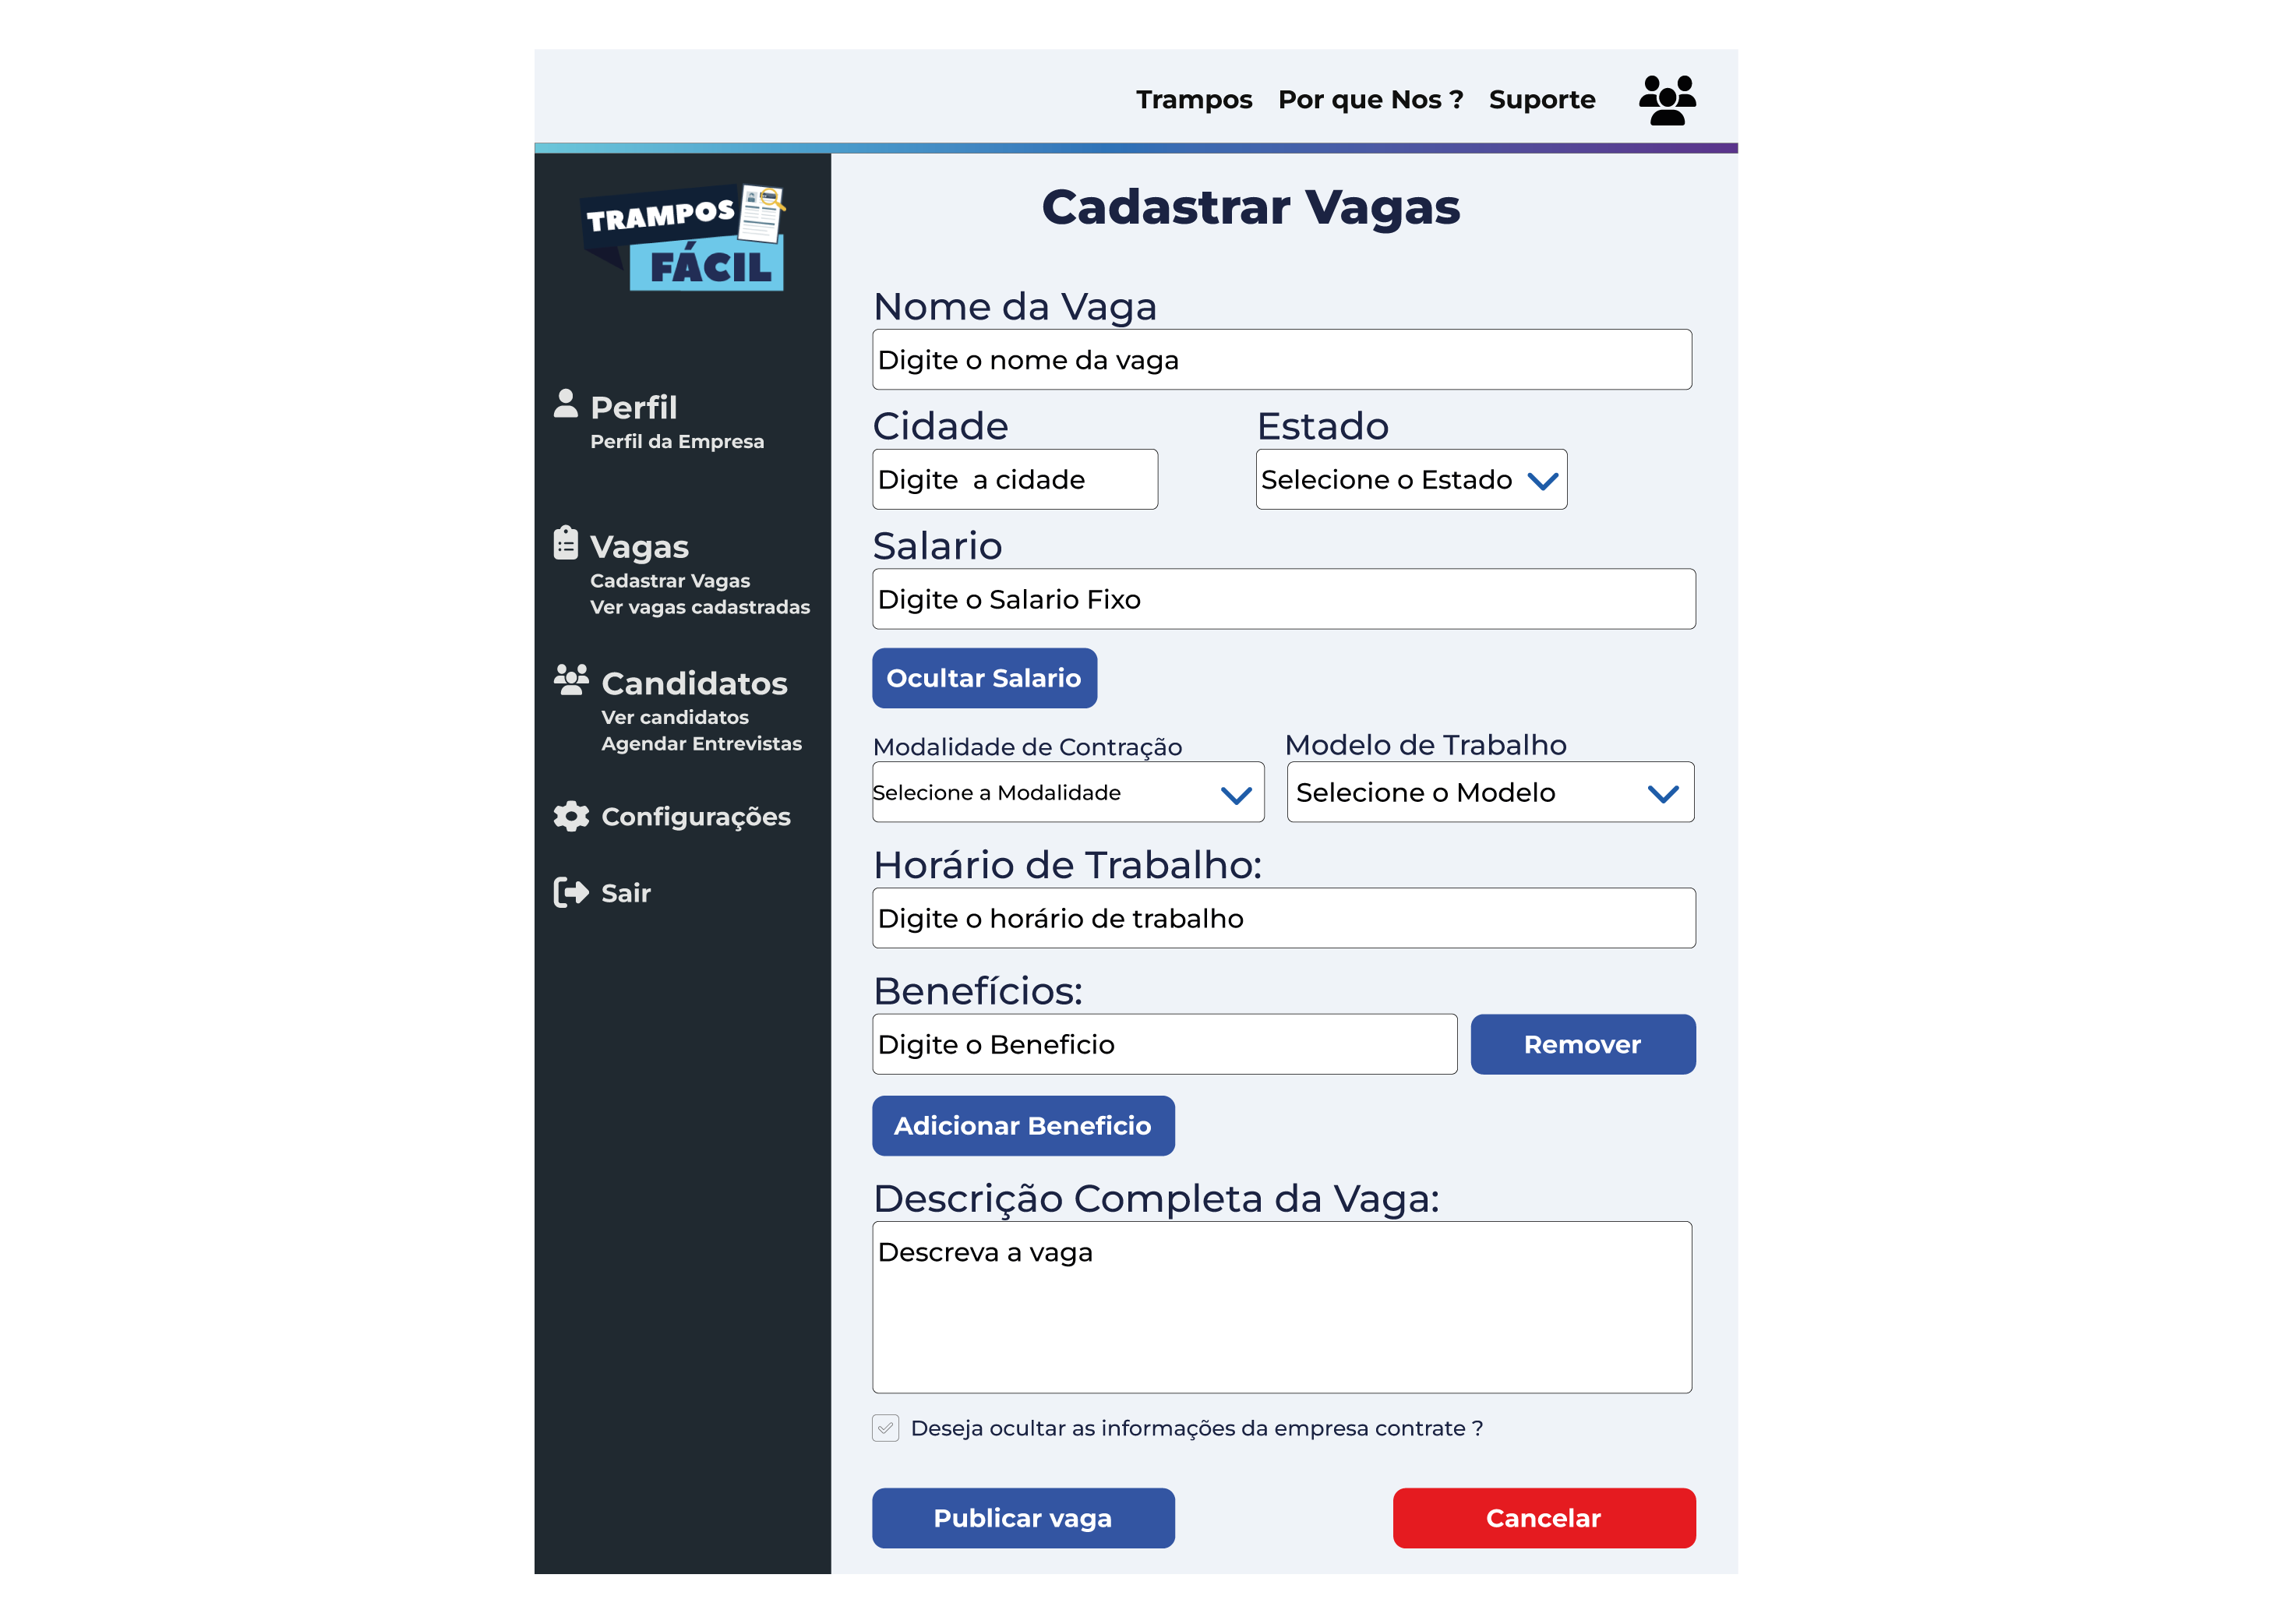 Trampos Por que Nos ? Suporte
TRAMPOS
FÁCIL
Perfil
Perfil da Empresa
Vagas
Cadastrar Vagas
Ver vagas cadastradas
Candidatos
Ver candidatos
Agendar Entrevistas
Configurações
Sair
Cadastrar Vagas
Nome da Vaga
Digite o nome da vaga
Cidade Estado
Digite  a cidade Selecione o Estado
Salario
Digite o Salario Fixo
Ocultar Salario
Modalidade de Contração Modelo de Trabalho
Selecione a Modalidade Selecione o Modelo
Horário de Trabalho:
Digite o horário de trabalho
Benefícios:
Digite o Beneficio Remover
Adicionar Beneficio
Descrição Completa da Vaga:
Descreva a vaga
Deseja ocultar as informações da empresa contrate ?
Publicar vaga Cancelar